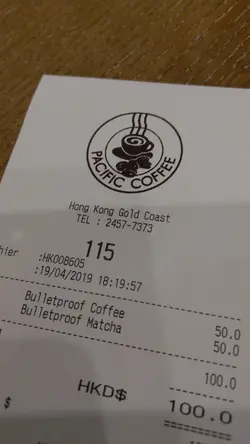 PACIFIC COFFEE
Hong Kong Gold Coast
TEL : 2457-7373
115
hier :HK008605
:19/04/2019 18:19:57
Bulletproof Coffee 50.0
Bulletproof Matcha 50.0
100.0
HKD$ 100.0
$